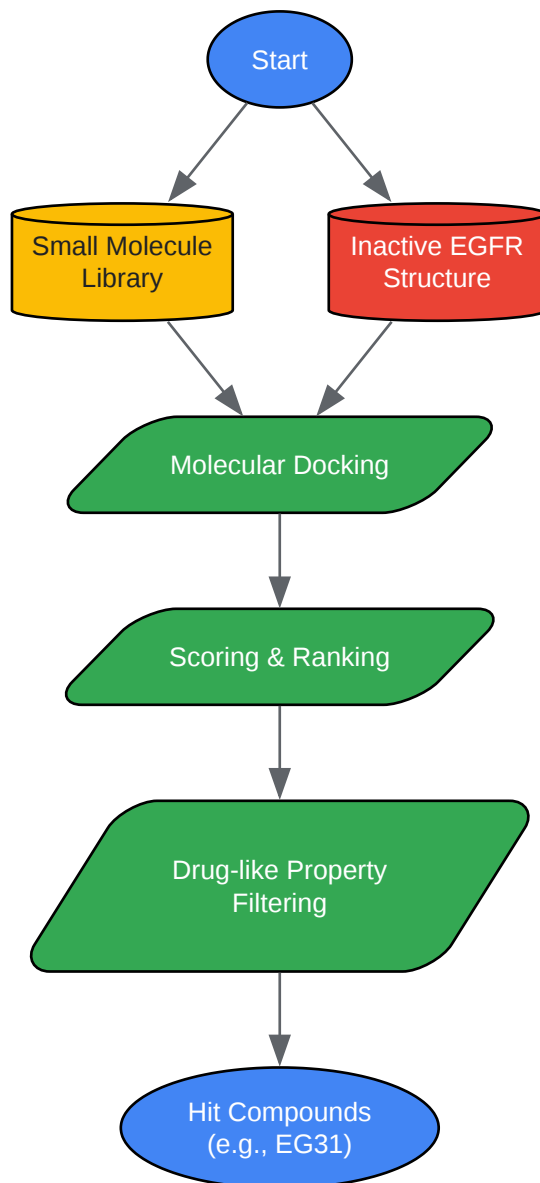 Start
Small Molecule
Library
Inactive EGFR
Structure
Molecular Docking
Scoring & Ranking
Drug-like Property
Filtering
Hit Compounds
(e.g., EG31)